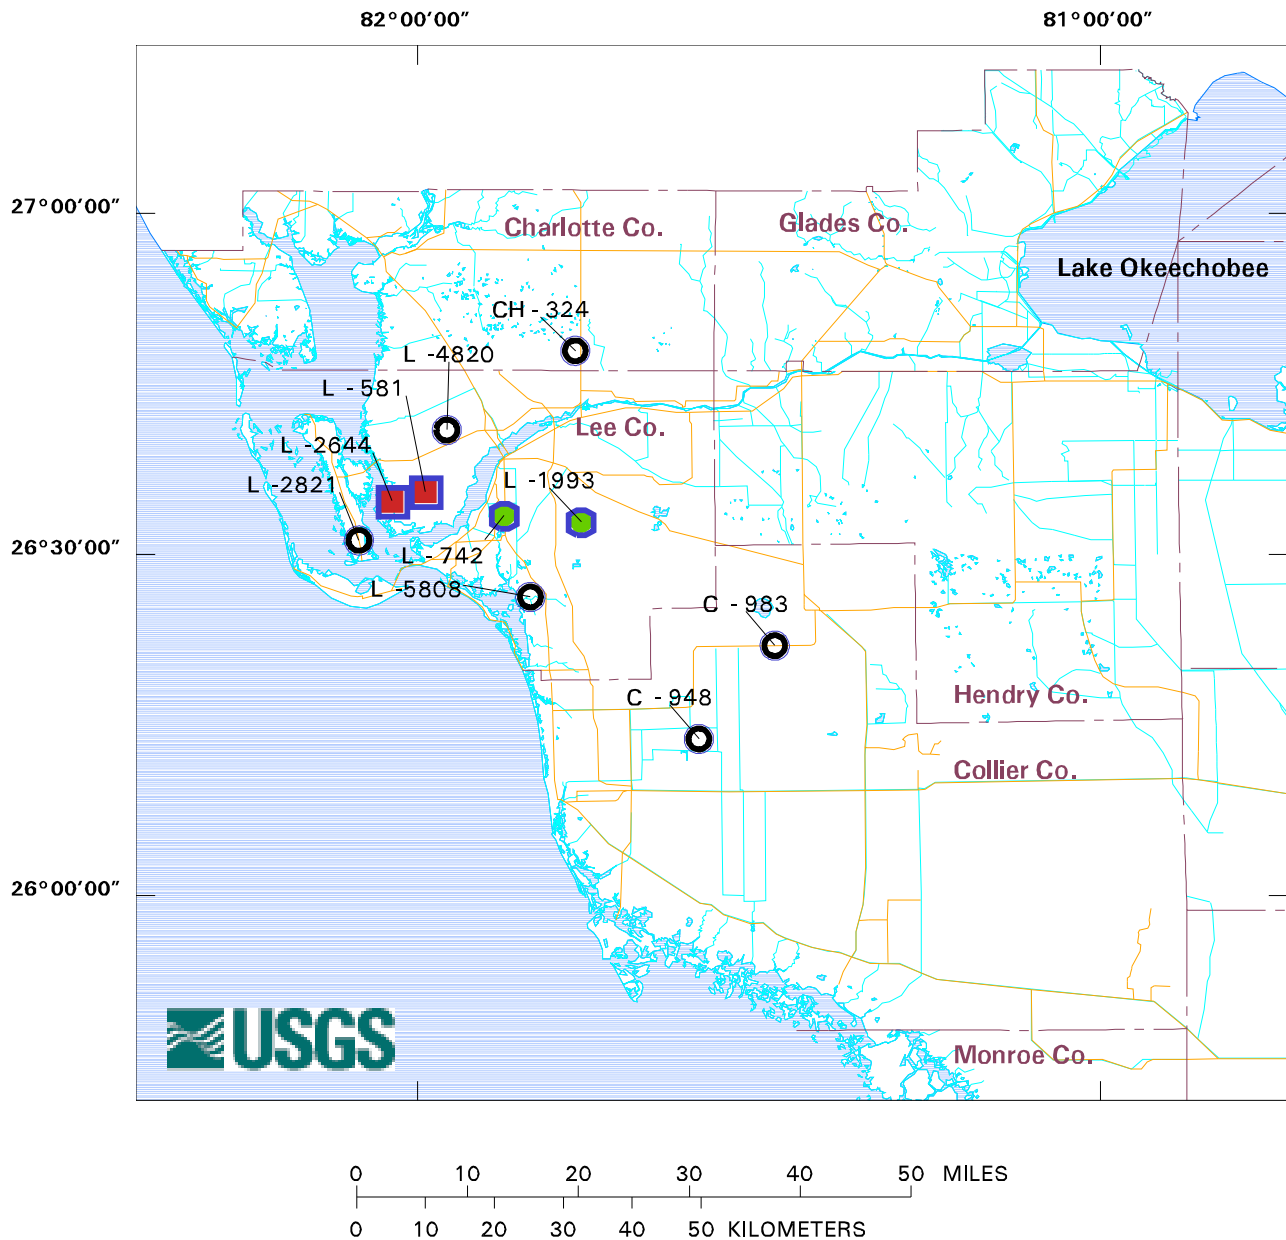 82°00'00" 81°00'00"
27°00'00"
Charlotte Co. Glades Co.
Lake Okeechobee
CH - 324
L -4820
L - 581
Lee Co.
L -2644
L -2821 L -1993
26°30'00"
L - 742
L -5808
C - 983
Hendry Co.
C - 948
Collier Co.
26°00'00"
USGS
Monroe Co.
0 10 20 30 40 50 MILES
0 10 20 30 40 50 KILOMETERS